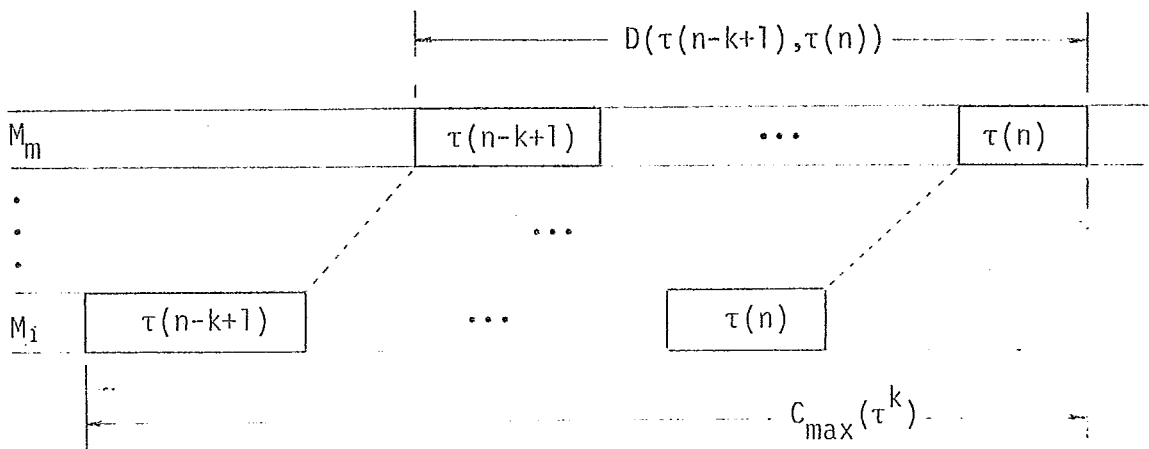 D(τ(n-k+1),τ(n))
M_m τ(n-k+1) ••• τ(n)
•••
M_i τ(n-k+1) ••• τ(n)
C_max(τ^k)